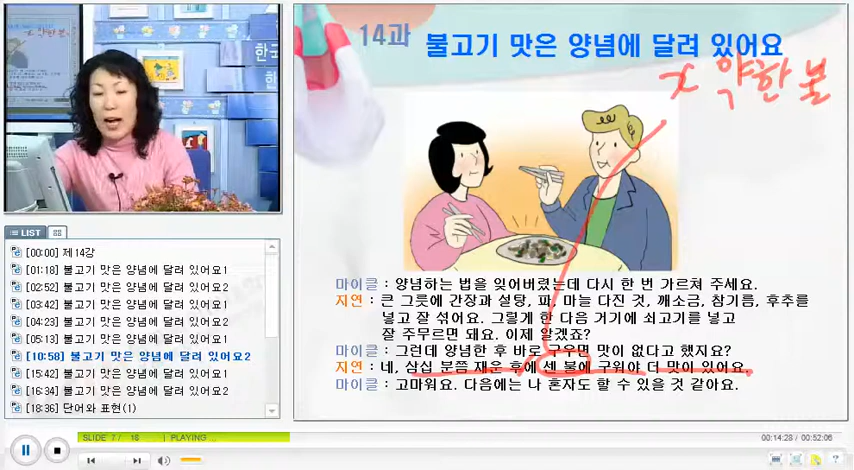 14과 불고기 맛은 양념에 달려 있어요
x 약한 불
마이클 : 양념하는 법을 잊어버렸는데 다시 한 번 가르쳐 주세요.
지연 : 큰 그릇에 간장과 설탕, 파, 마늘 다진 것, 깨소금, 참기름, 후추를
넣고 잘 섞어요. 그렇게 한 다음 거기에 쇠고기를 넣고
잘 주무르면 돼요. 이제 알겠죠?
마이클 : 그런데 양념한 후 바로 구우면 맛이 없다고 했지요?
지연 : 네, 삼십 분쯤 재운 후에 센 불에 구워야 더 맛이 있어요.
마이클 : 고마워요. 다음에는 나 혼자도 할 수 있을 것 같아요.
LIST
[00:00] 제14강
[01:18] 불고기 맛은 양념에 달려 있어요1
[02:52] 불고기 맛은 양념에 달려 있어요2
[03:42] 불고기 맛은 양념에 달려 있어요1
[04:23] 불고기 맛은 양념에 달려 있어요2
[05:13] 불고기 맛은 양념에 달려 있어요1
[10:58] 불고기 맛은 양념에 달려 있어요2
[15:42] 불고기 맛은 양념에 달려 있어요1
[16:34] 불고기 맛은 양념에 달려 있어요2
[18:36] 단어와 표현(1)
SLIDE 7 / 18 PLAYING ...
00:14:28 / 00:52:06